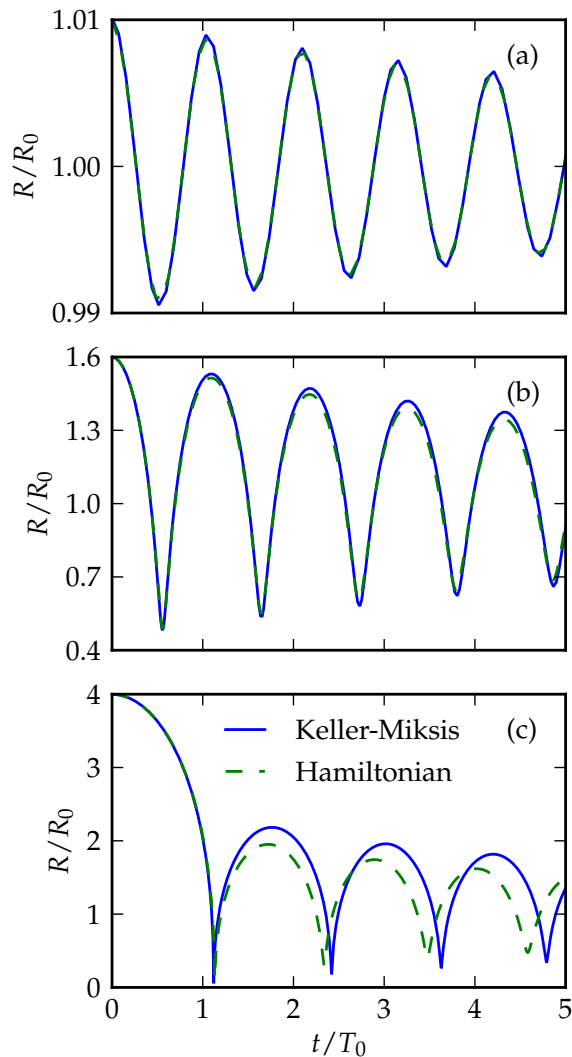 1.01
(a)
1.00
R/R₀
0.99
1.6
(b)
1.3
R/R₀
1.0
0.7
0.4
4
Keller-Miksis (c)
Hamiltonian
3
R/R₀
2
1
0
0 1 2 3 4 5
t/T₀